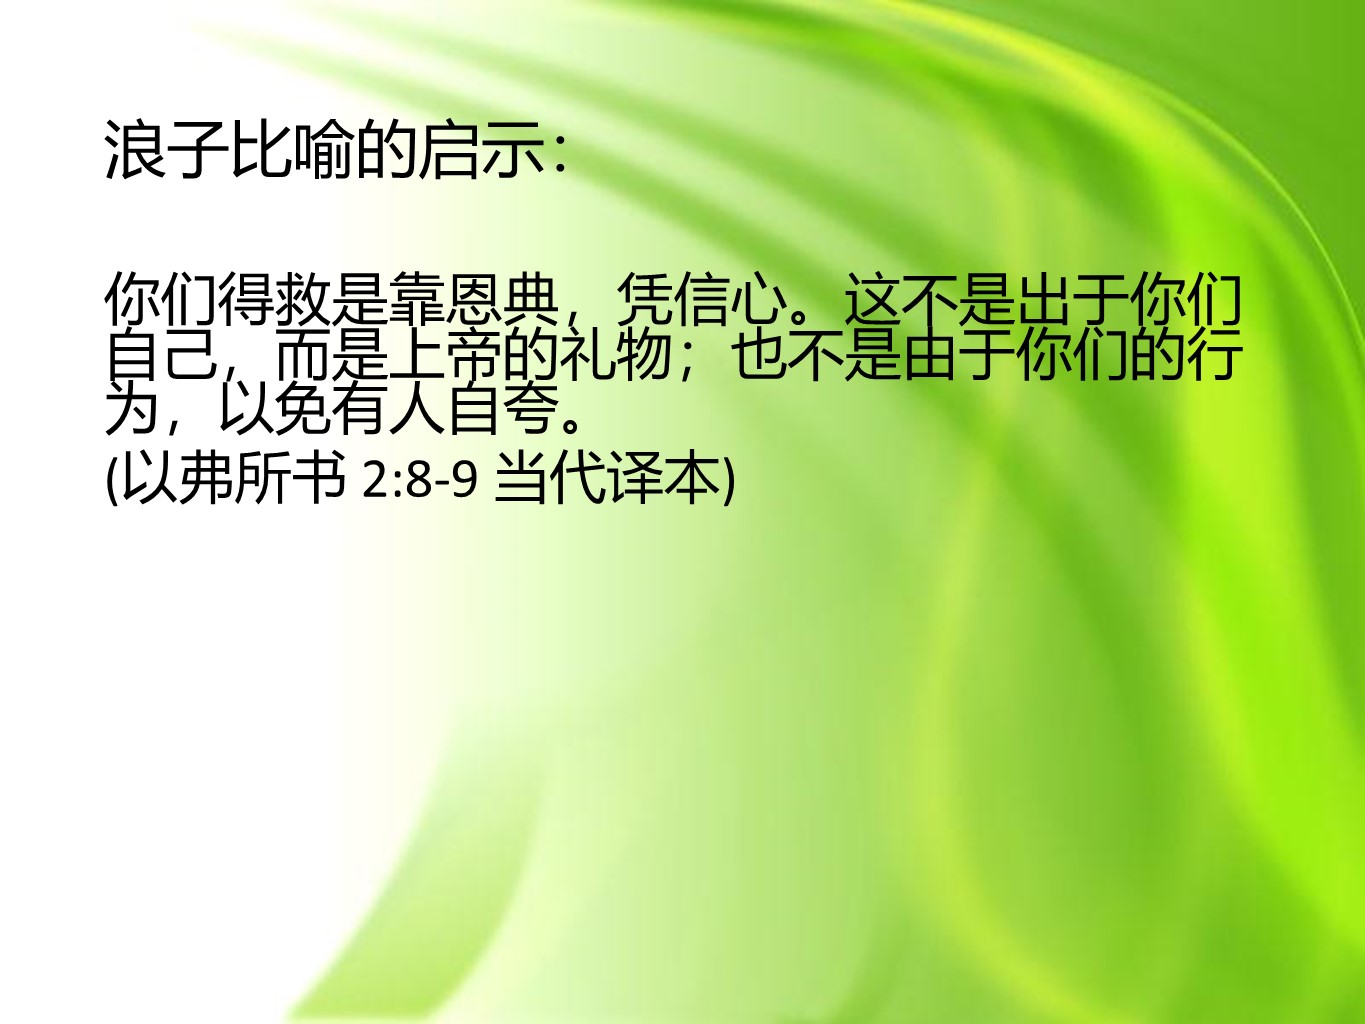 浪子比喻的启示：
你们得救是靠恩典，凭信心。这不是出于你们
自己，而是上帝的礼物；也不是由于你们的行
为，以免有人自夸。
(以弗所书 2:8-9 当代译本)